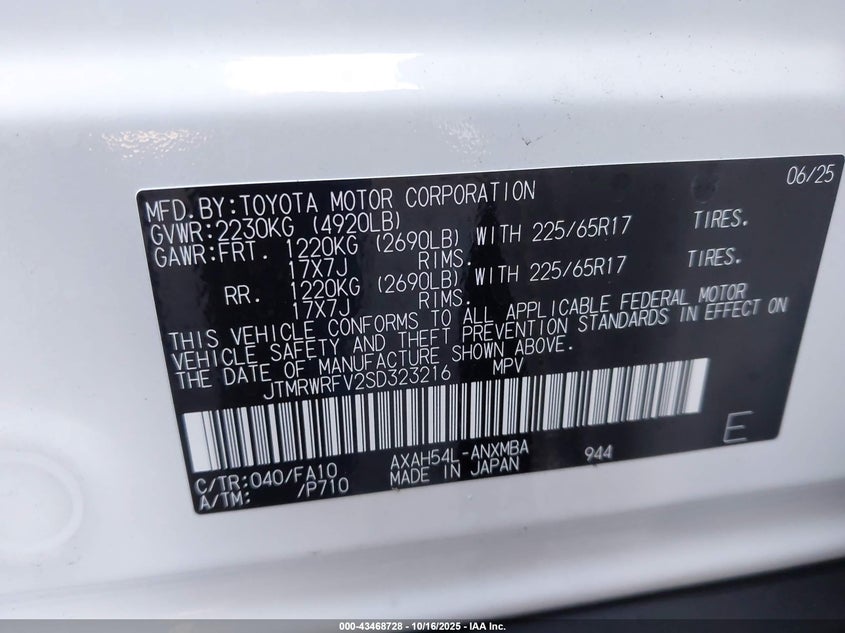 06/25
MFD.BY:TOYOTA MOTOR CORPORATION
GVWR:2230KG (4920LB)
GAWR:FRT. 1220KG (2690LB) WITH 225/65R17 TIRES.
17X7J RIMS.
RR. 1220KG (2690LB) WITH 225/65R17 TIRES.
17X7J RIMS.
THIS VEHICLE CONFORMS TO ALL APPLICABLE FEDERAL MOTOR
VEHICLE SAFETY AND THEFT PREVENTION STANDARDS IN EFFECT ON
THE DATE OF MANUFACTURE SHOWN ABOVE.
JTMRWRFV2SD323216 MPV
C/TR:040/FA10 AXAH54L-ANXMBA 944 E
A/TM: /P710 MADE IN JAPAN
000-43468728 - 10/16/2025 - IAA Inc.